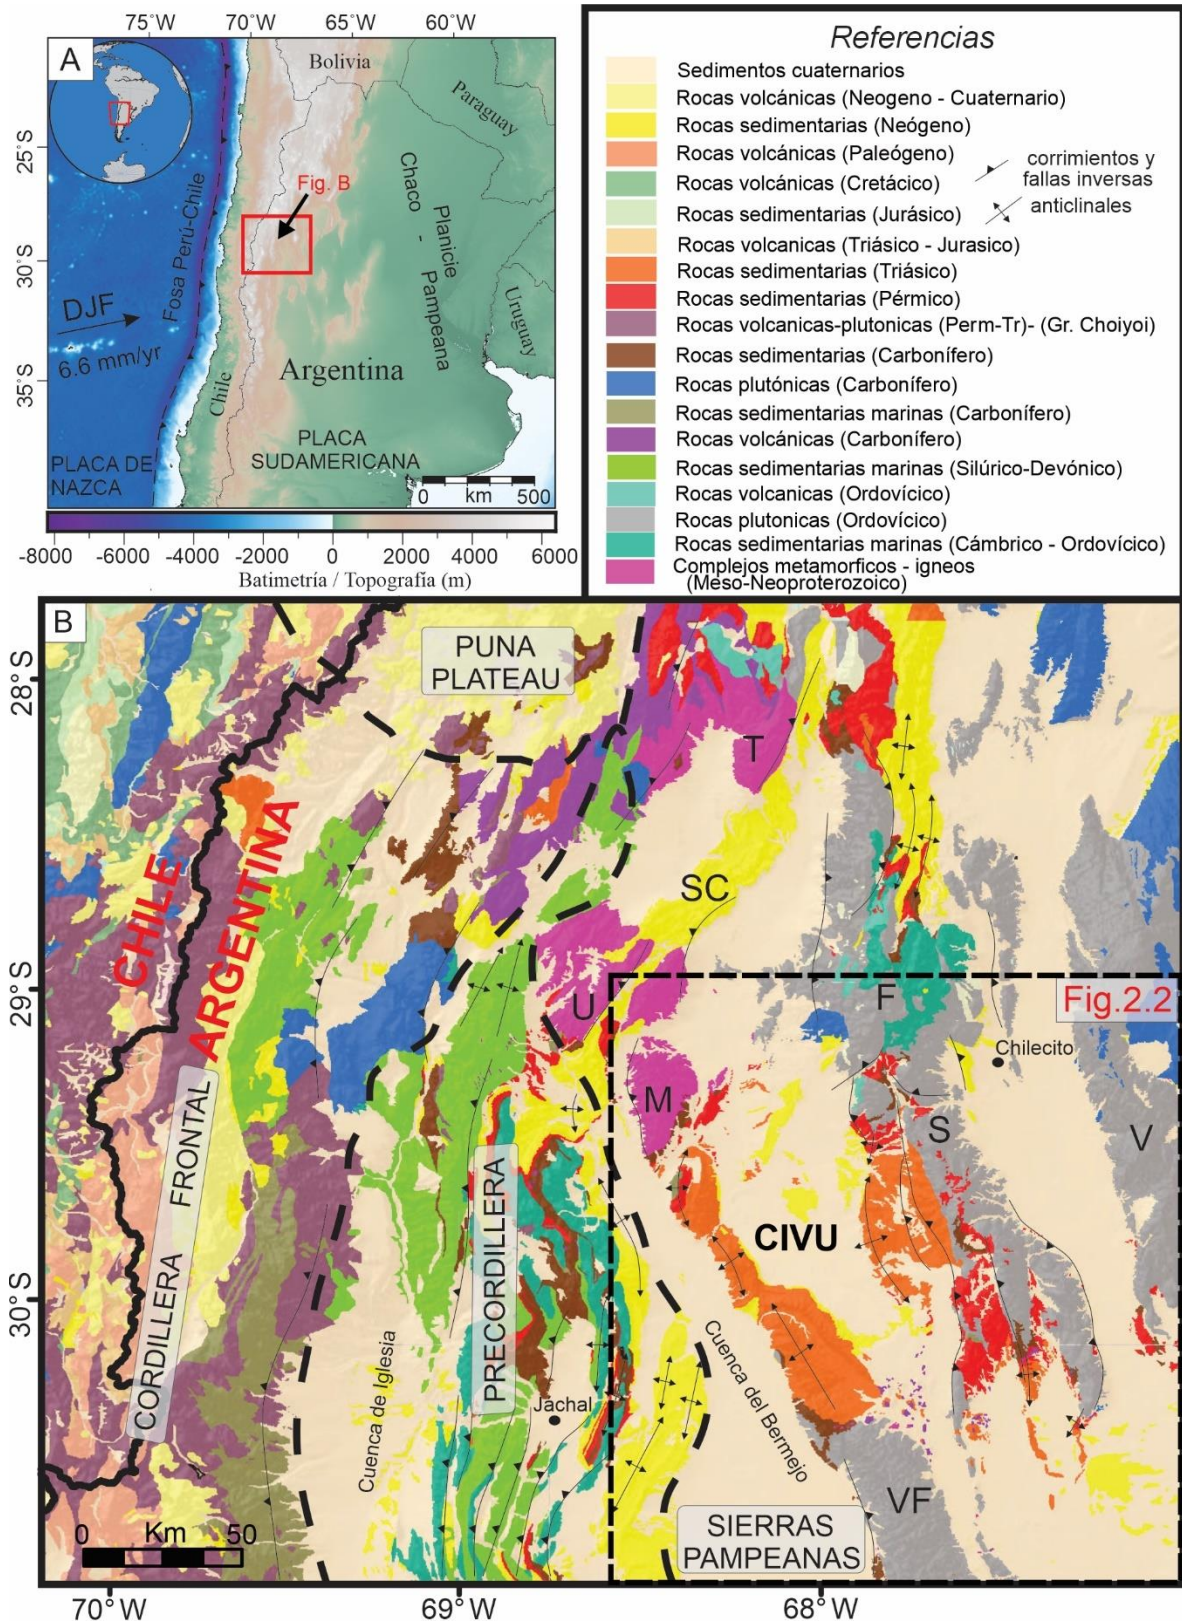 75°W 70°W 65°W 60°W
A
Bolivia
Paraguay
25°S
Fosa Perú-Chile
Fig. B
Chaco - Pampeana
Planicie
30°S
DJF
6.6 mm/yr
Uruguay
Chile
Argentina
35°S
PLACA DE
NAZCA
PLACA
SUDAMERICANA
0 km 500
-8000 -6000 -4000 -2000 0 2000 4000 6000
Batimetría / Topografía (m)
Referencias
Sedimentos cuaternarios
Rocas volcánicas (Neogeno - Cuaternario)
Rocas sedimentarias (Neógeno)
Rocas volcánicas (Paleógeno)
Rocas volcánicas (Cretácico)
Rocas sedimentarias (Jurásico)
Rocas volcanicas (Triásico - Jurasico)
Rocas sedimentarias (Triásico)
Rocas sedimentarias (Pérmico)
Rocas volcanicas-plutonicas (Perm-Tr)- (Gr. Choiyoi)
Rocas sedimentarias (Carbonífero)
Rocas plutónicas (Carbonífero)
Rocas sedimentarias marinas (Carbonífero)
Rocas volcánicas (Carbonífero)
Rocas sedimentarias marinas (Silúrico-Devónico)
Rocas volcanicas (Ordovícico)
Rocas plutonicas (Ordovícico)
Rocas sedimentarias marinas (Cámbrico - Ordovícico)
Complejos metamorficos - igneos
(Meso-Neoproterozoico)
corrimientos y
fallas inversas
anticlinales
B
PUNA
PLATEAU
28°S
T
CHILE
ARGENTINA
SC
29°S
U
F
Fig.2.2
Chilecito
M
S
V
CORDILLERA FRONTAL
PRECORDILLERA
CIVU
30°S
Cuenca de Iglesia
Jáchal
Cuenca del Bermejo
VF
SIERRAS
PAMPEANAS
0 Km 50
70°W 69°W 68°W